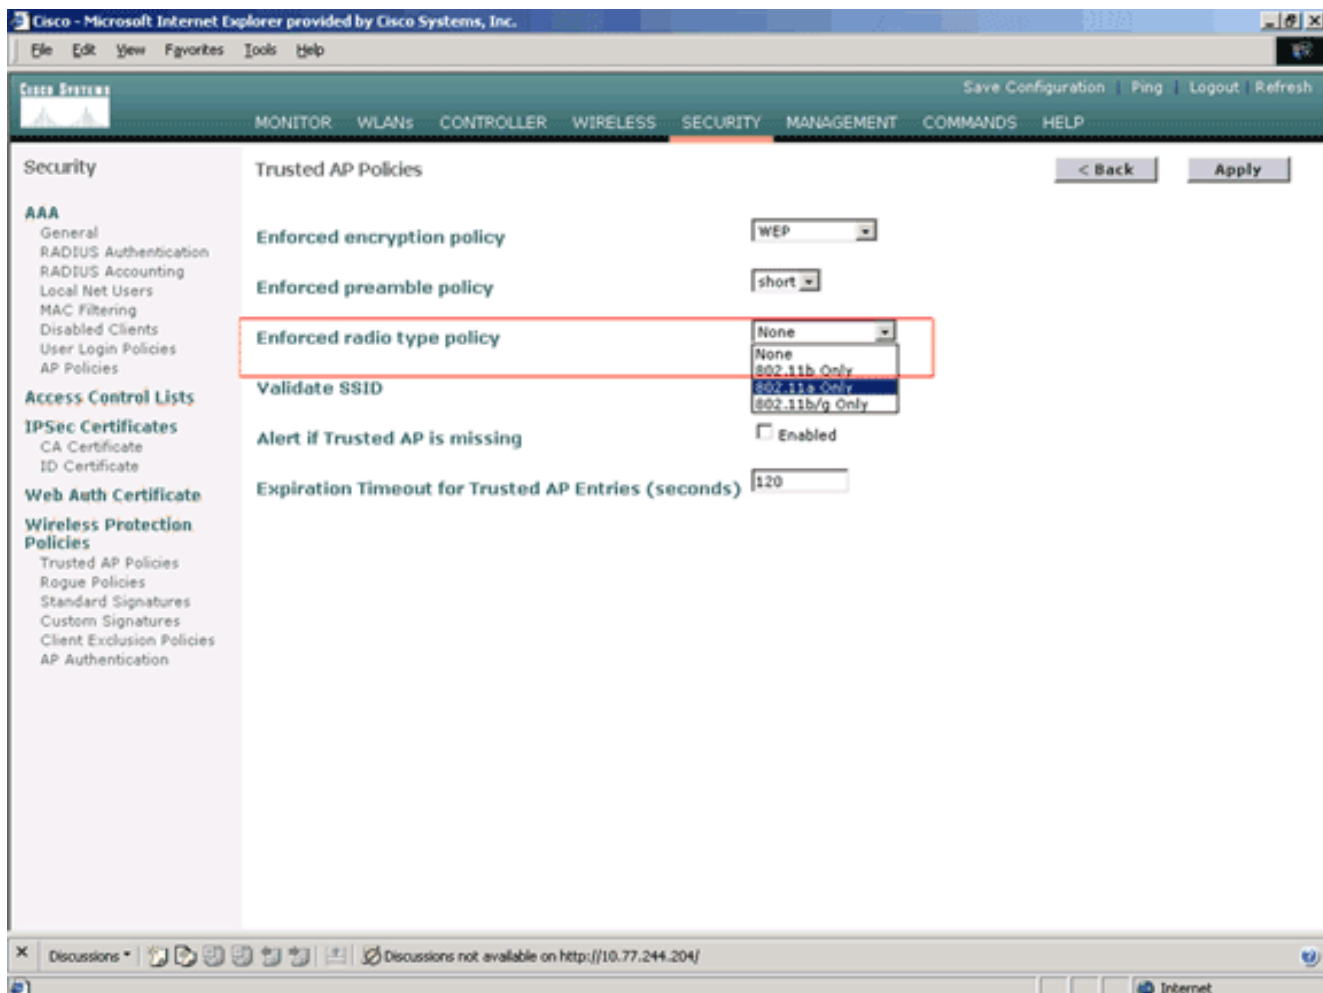 Cisco - Microsoft Internet Explorer provided by Cisco Systems, Inc.
File Edit View Favorites Tools Help
CISCO SYSTEMS
Save Configuration | Ping | Logout | Refresh
MONITOR WLANs CONTROLLER WIRELESS SECURITY MANAGEMENT COMMANDS HELP
Security
AAA
General
RADIUS Authentication
RADIUS Accounting
Local Net Users
MAC Filtering
Disabled Clients
User Login Policies
AP Policies
Access Control Lists
IPSec Certificates
CA Certificate
ID Certificate
Web Auth Certificate
Wireless Protection
Policies
Trusted AP Policies
Rogue Policies
Standard Signatures
Custom Signatures
Client Exclusion Policies
AP Authentication
Trusted AP Policies
< Back Apply
Enforced encryption policy WEP
Enforced preamble policy short
Enforced radio type policy None
None
802.11b Only
802.11a Only
802.11b/g Only
Validate SSID
Alert if Trusted AP is missing Enabled
Expiration Timeout for Trusted AP Entries (seconds) 120
Discussions Discussions not available on http://10.77.244.204/
Internet